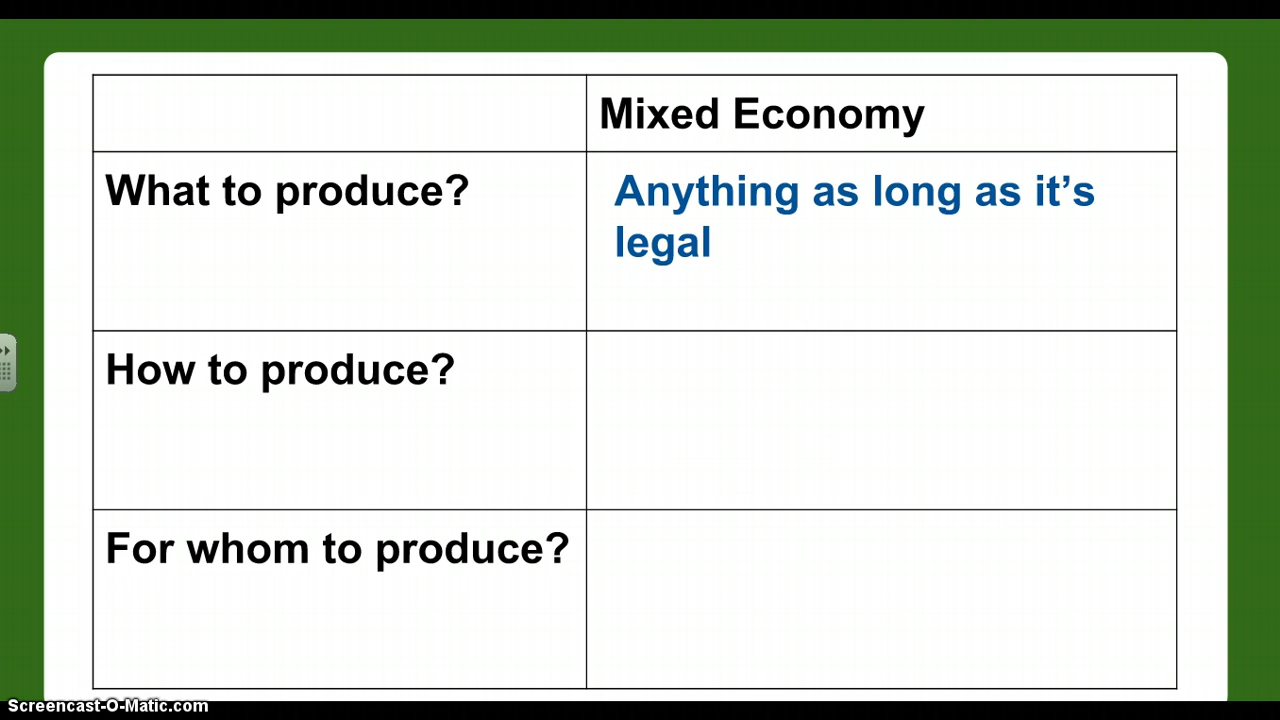 Mixed Economy
What to produce?
Anything as long as it’s
legal
How to produce?
For whom to produce?
Screencast-O-Matic.com